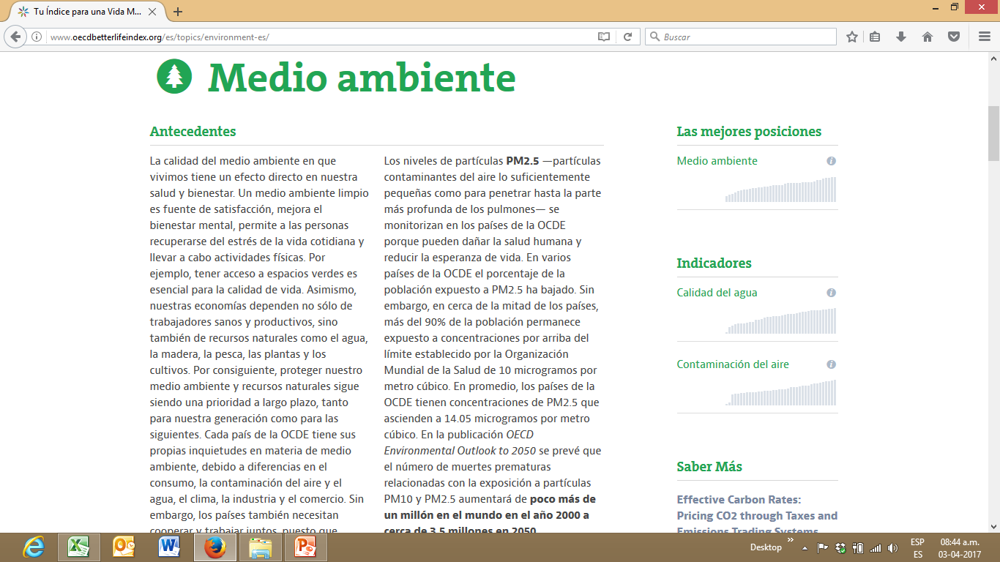 Tu Índice para una Vida M...
www.oecdbetterlifeindex.org/es/topics/environment-es/
Buscar
Medio ambiente
Antecedentes
La calidad del medio ambiente en que
vivimos tiene un efecto directo en nuestra
salud y bienestar. Un medio ambiente limpio
es fuente de satisfacción, mejora el
bienestar mental, permite a las personas
recuperarse del estrés de la vida cotidiana y
llevar a cabo actividades físicas. Por
ejemplo, tener acceso a espacios verdes es
esencial para la calidad de vida. Asimismo,
nuestras economías dependen no sólo de
trabajadores sanos y productivos, sino
también de recursos naturales como el agua,
la madera, la pesca, las plantas y los
cultivos. Por consiguiente, proteger nuestro
medio ambiente y recursos naturales sigue
siendo una prioridad a largo plazo, tanto
para nuestra generación como para las
siguientes. Cada país de la OCDE tiene sus
propias inquietudes en materia de medio
ambiente, debido a diferencias en el
consumo, la contaminación del aire y el
agua, el clima, la industria y el comercio. Sin
embargo, los países también necesitan
cooperar y trabajar juntos, puesto que
Los niveles de partículas PM2.5 —partículas
contaminantes del aire lo suficientemente
pequeñas como para penetrar hasta la parte
más profunda de los pulmones— se
monitorizan en los países de la OCDE
porque pueden dañar la salud humana y
reducir la esperanza de vida. En varios
países de la OCDE el porcentaje de la
población expuesto a PM2.5 ha bajado. Sin
embargo, en cerca de la mitad de los países,
más del 90% de la población permanece
expuesto a concentraciones por arriba del
límite establecido por la Organización
Mundial de la Salud de 10 microgramos por
metro cúbico. En promedio, los países de la
OCDE tienen concentraciones de PM2.5 que
ascienden a 14.05 microgramos por metro
cúbico. En la publicación OECD
Environmental Outlook to 2050 se prevé que
el número de muertes prematuras
relacionadas con la exposición a partículas
PM10 y PM2.5 aumentará de poco más de
un millón en el mundo en el año 2000 a
cerca de 3.5 millones en 2050.
Las mejores posiciones
Medio ambiente
Indicadores
Calidad del agua
Contaminación del aire
Saber Más
Effective Carbon Rates:
Pricing CO2 through Taxes and
Emissions Trading Systems
Desktop
ESP
ES
08:44 a.m.
03-04-2017